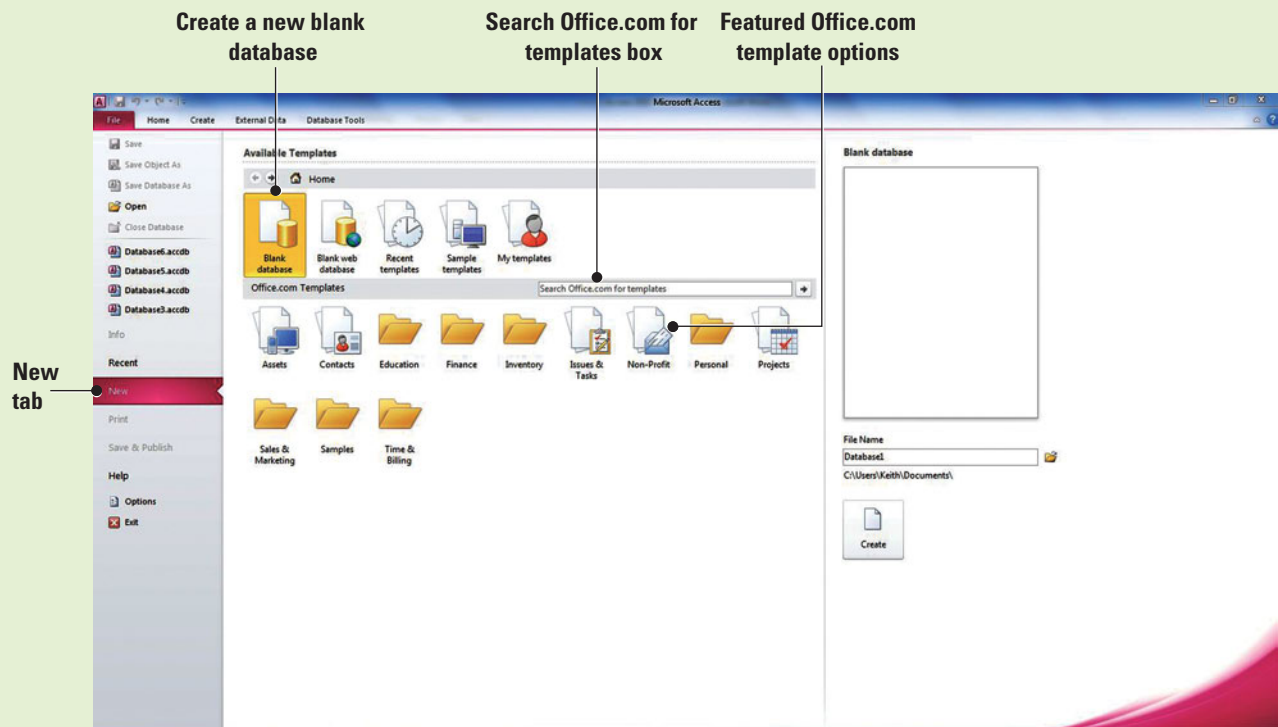 Create a new blank
database
Search Office.com for
templates box
Featured Office.com
template options
New
tab
Microsoft Access
File Home Create External Data Database Tools
Save
Save Object As
Save Database As
Open
Close Database
Database6.accdb
Database5.accdb
Database4.accdb
Database3.accdb
Info
Recent
New
Print
Save & Publish
Help
Options
Exit
Available Templates
Home
Blank
database
Blank web
database
Recent
templates
Sample
templates
My templates
Office.com Templates
Search Office.com for templates
Assets
Contacts
Education
Finance
Inventory
Issues &
Tasks
Non-Profit
Personal
Projects
Sales &
Marketing
Samples
Time &
Billing
Blank database
File Name
Database1
C:\Users\Keith\Documents\
Create